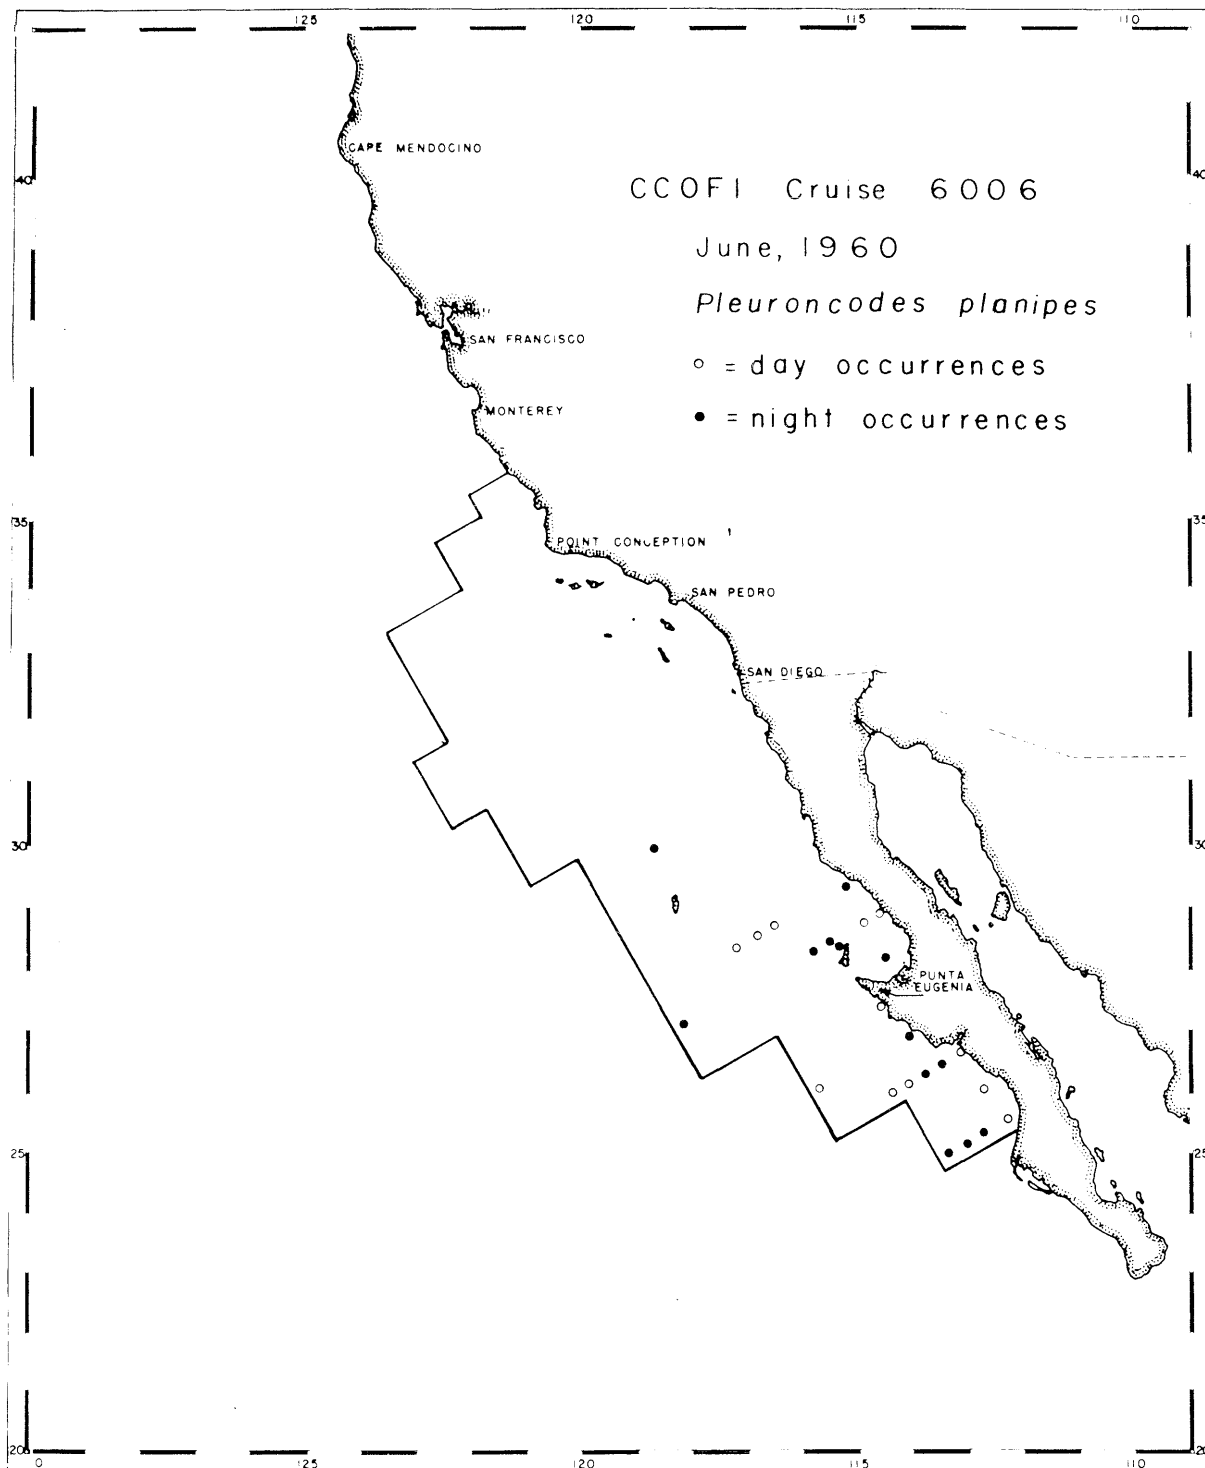 125 120 115 110
CAPE MENDOCINO
40 40
CCOFI Cruise 6006
June, 1960
Pleuroncodes planipes
SAN FRANCISCO
○ = day occurrences
MONTEREY
● = night occurrences
35 35
POINT CONCEPTION
SAN PEDRO
SAN DIEGO
30 30
PUNTA
EUGENIA
25 25
20 20
0 125 120 115 110